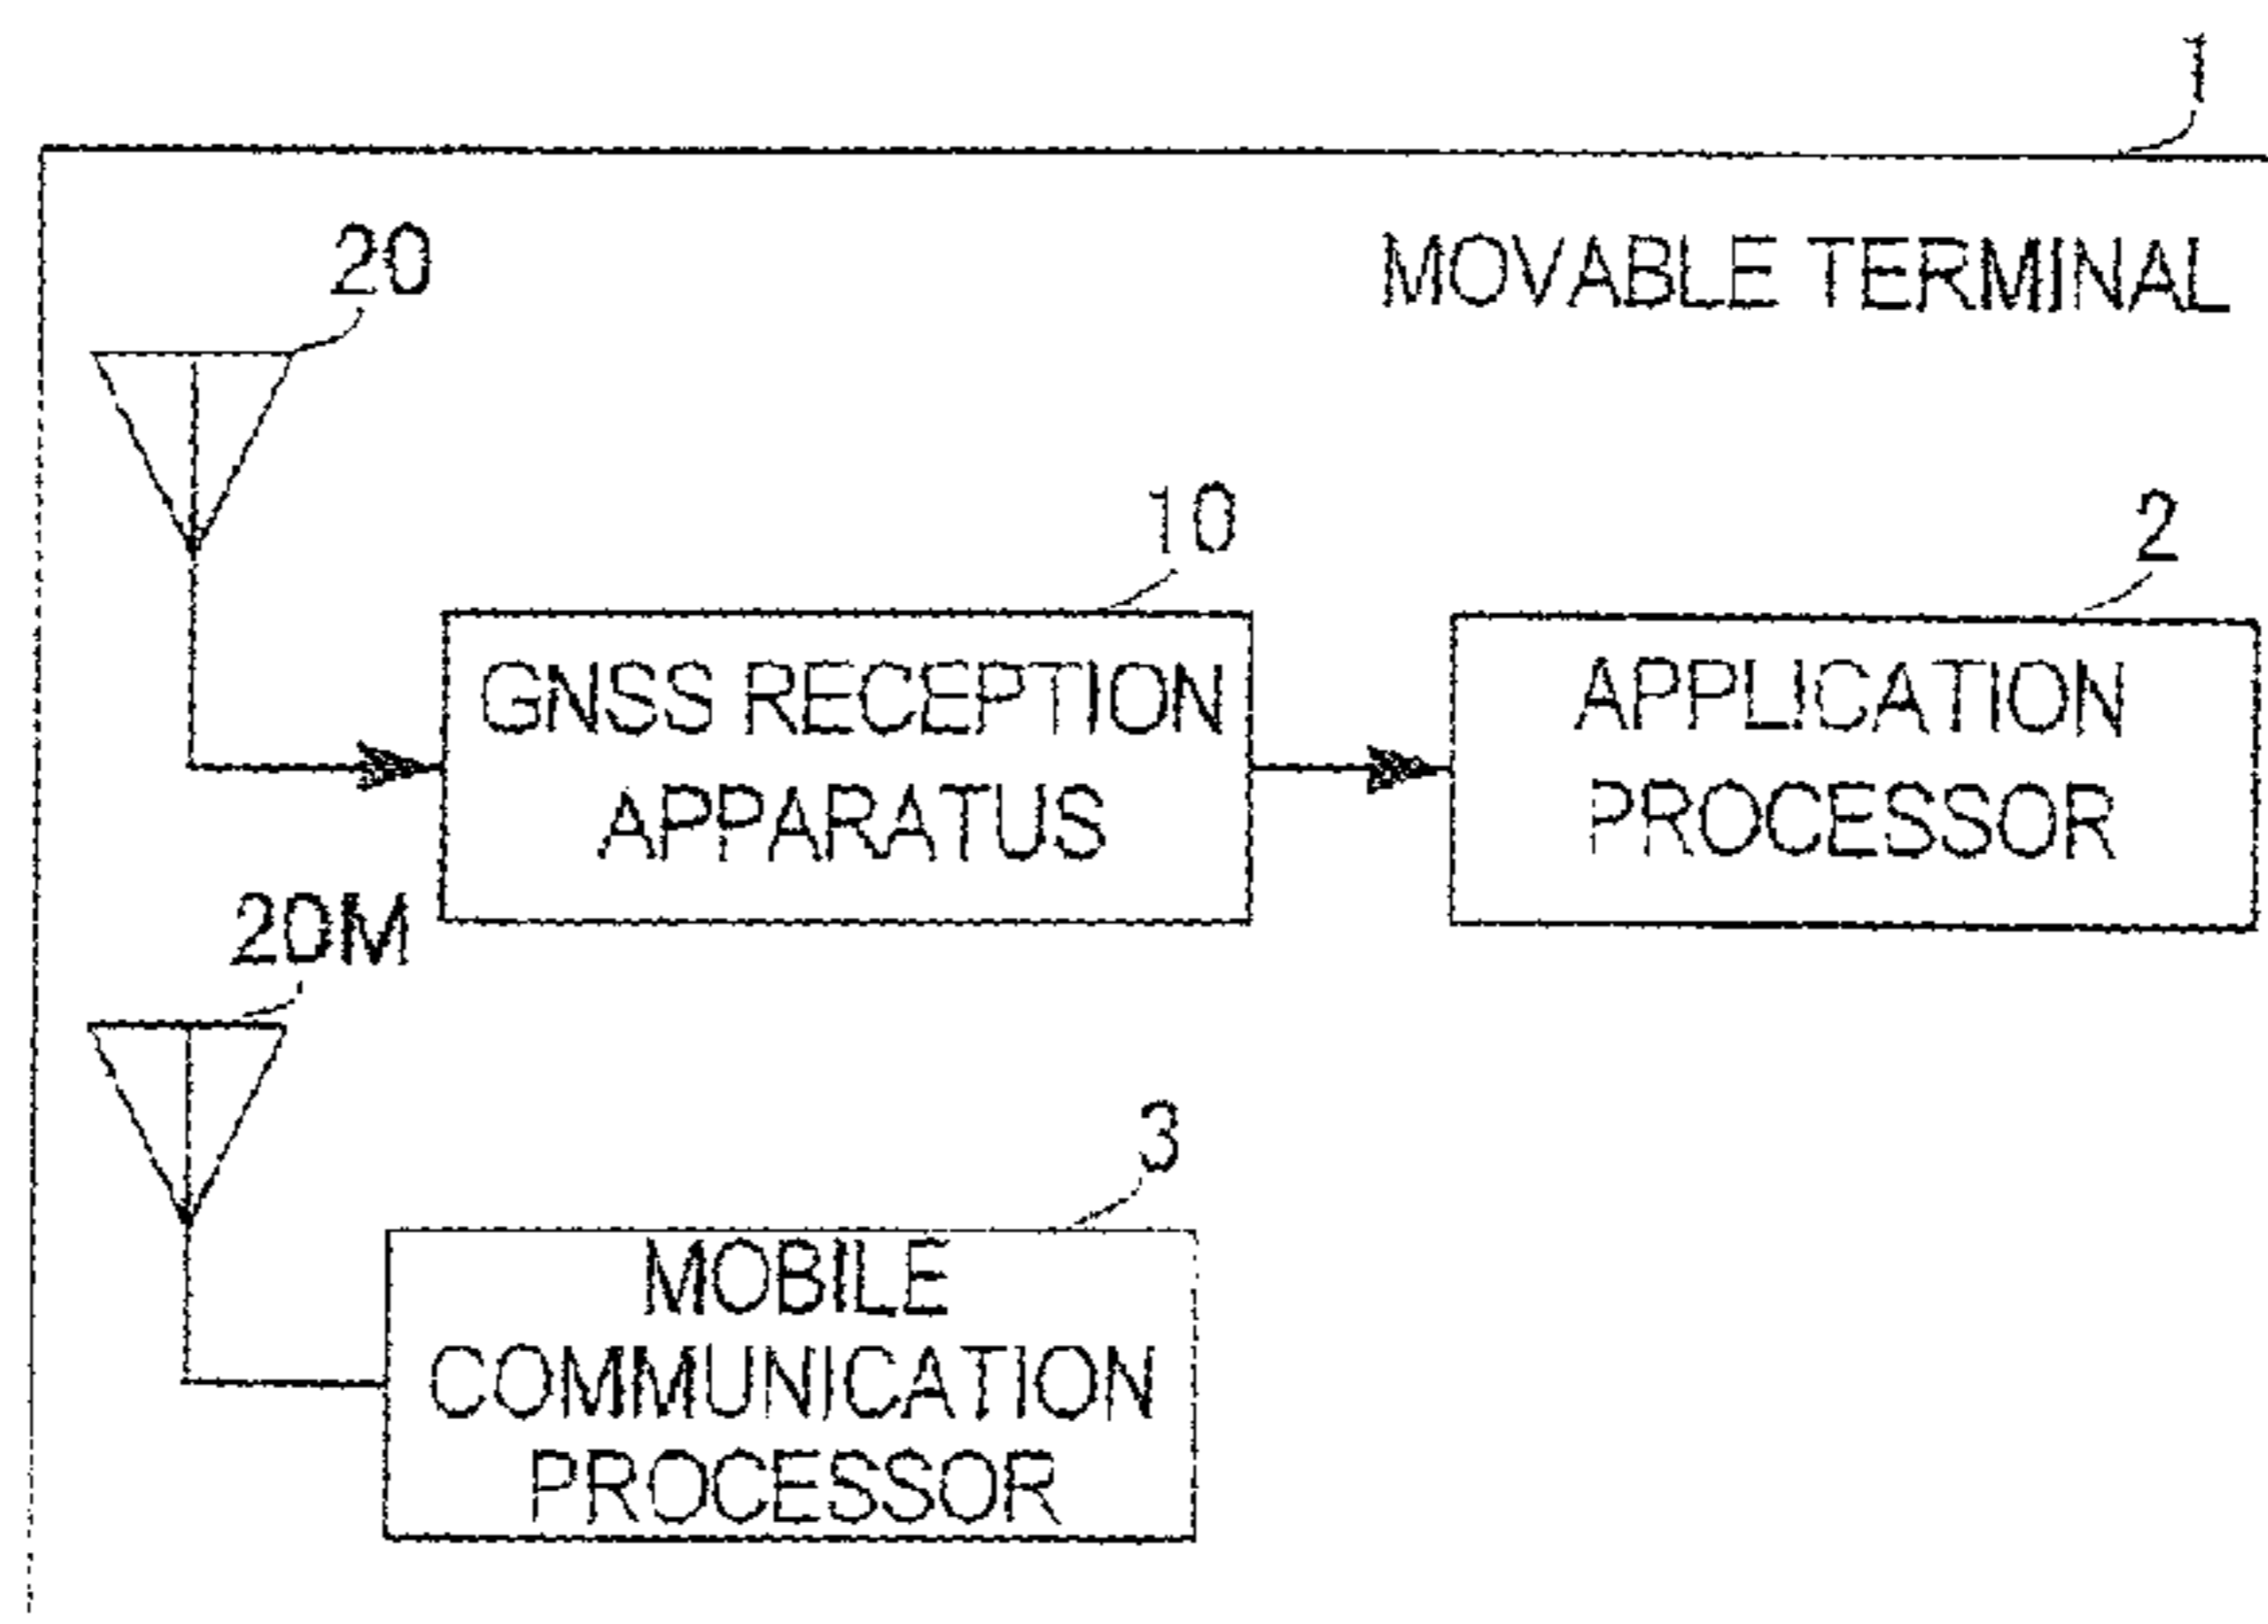 1
MOVABLE TERMINAL
20
10
2
GNSS RECEPTION
APPARATUS
APPLICATION
PROCESSOR
20M
3
MOBILE
COMMUNICATION
PROCESSOR